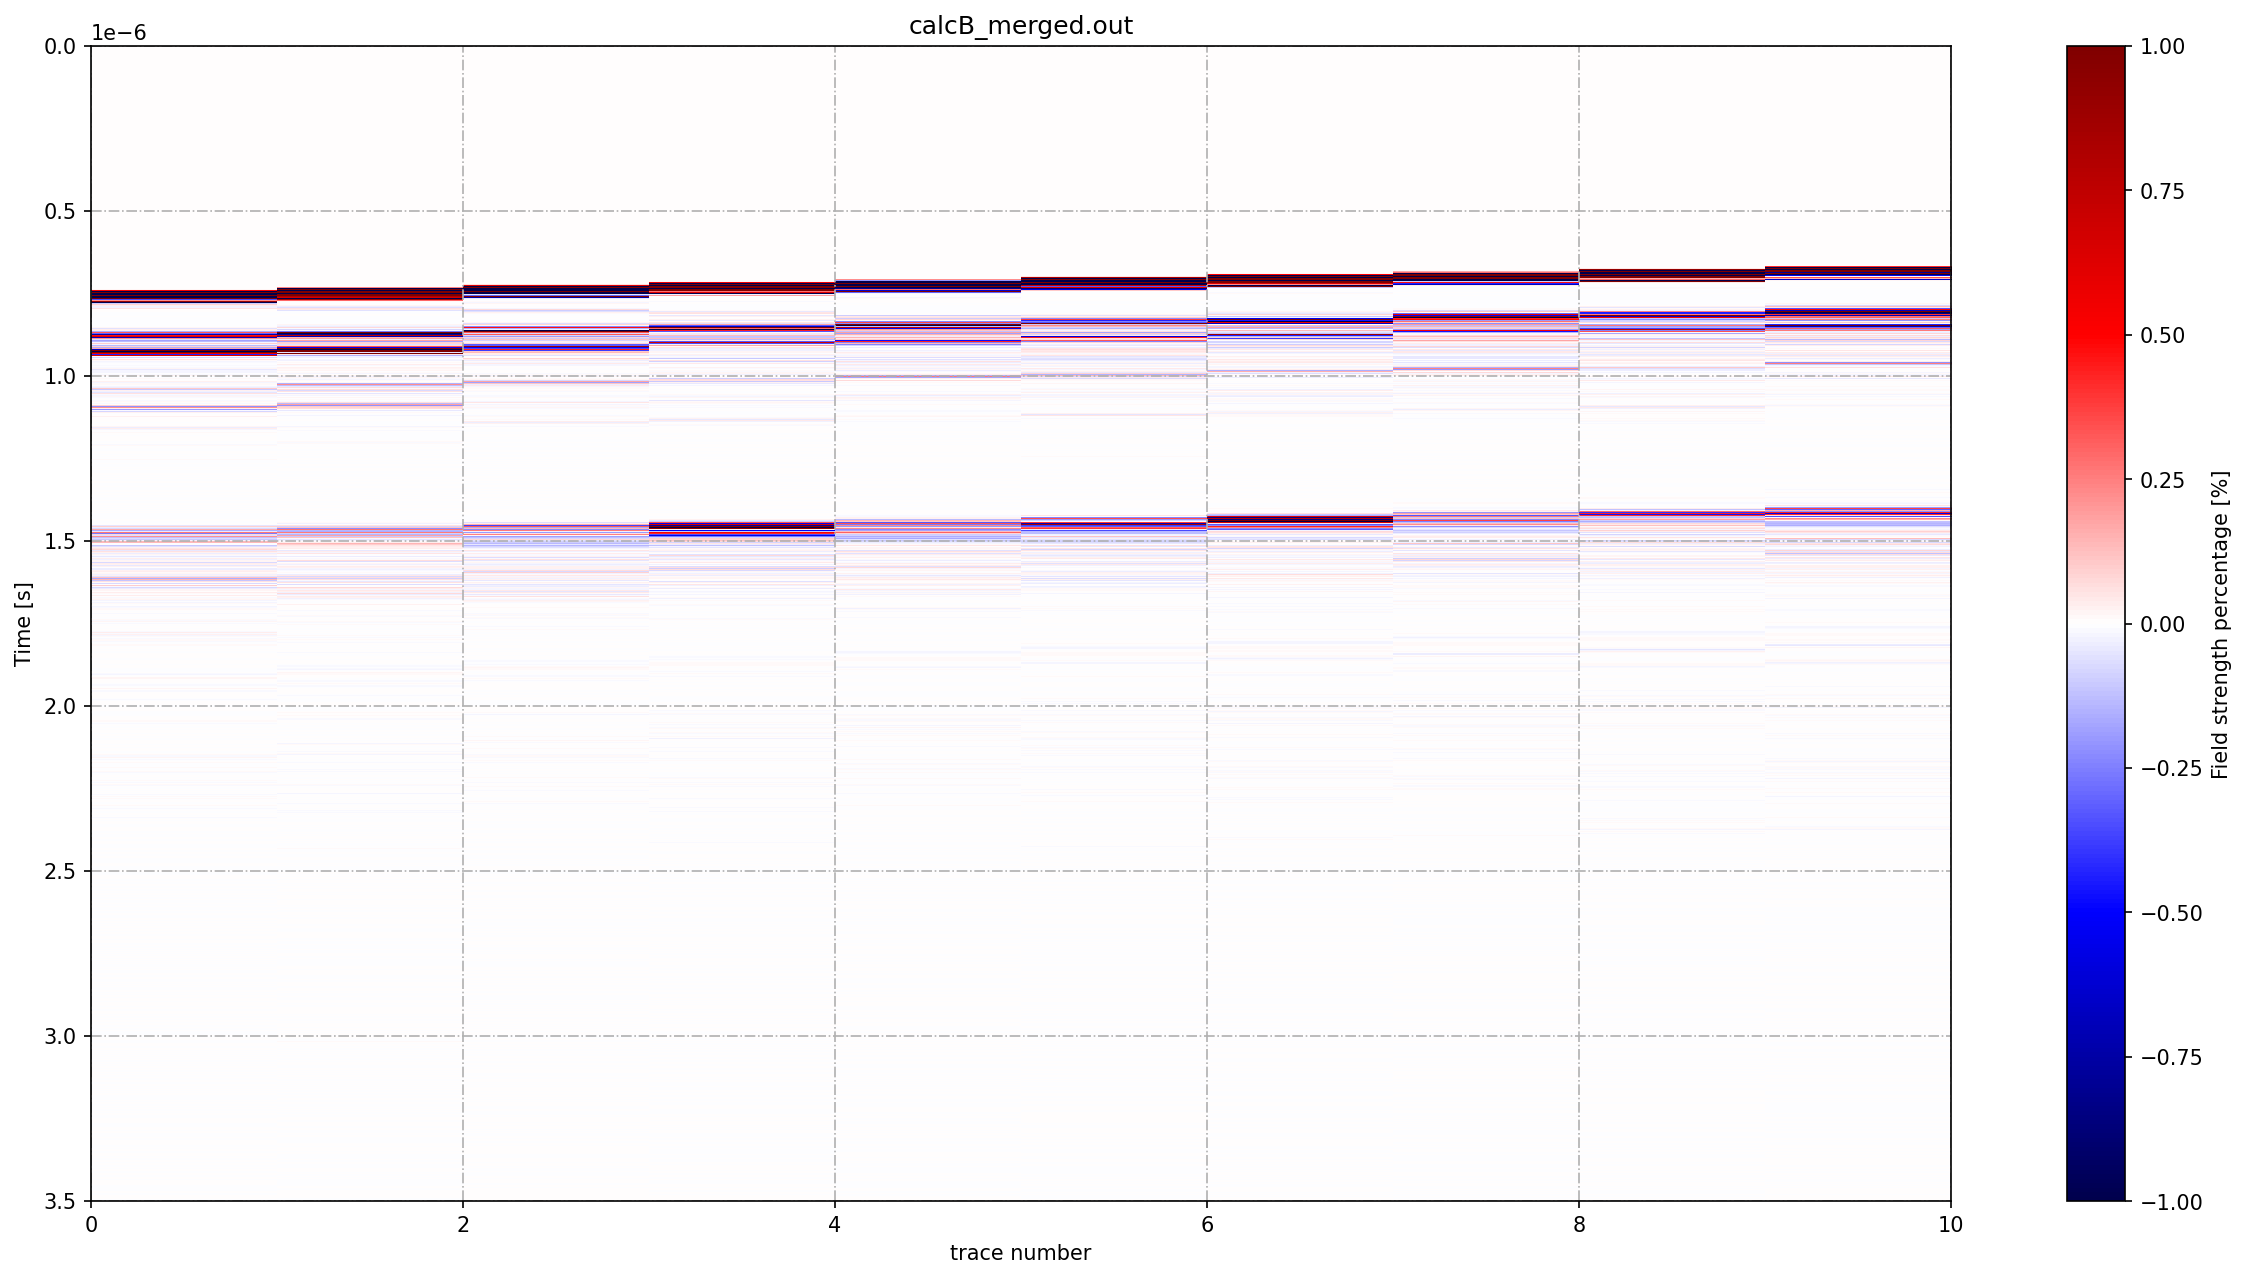 calcB_merged.out
1e−6
0.0
0.5
1.0
1.5
2.0
2.5
3.0
3.5
Time [s]
0 2 4 6 8 10
trace number
1.00
0.75
0.50
0.25
0.00
−0.25
−0.50
−0.75
−1.00
Field strength percentage [%]